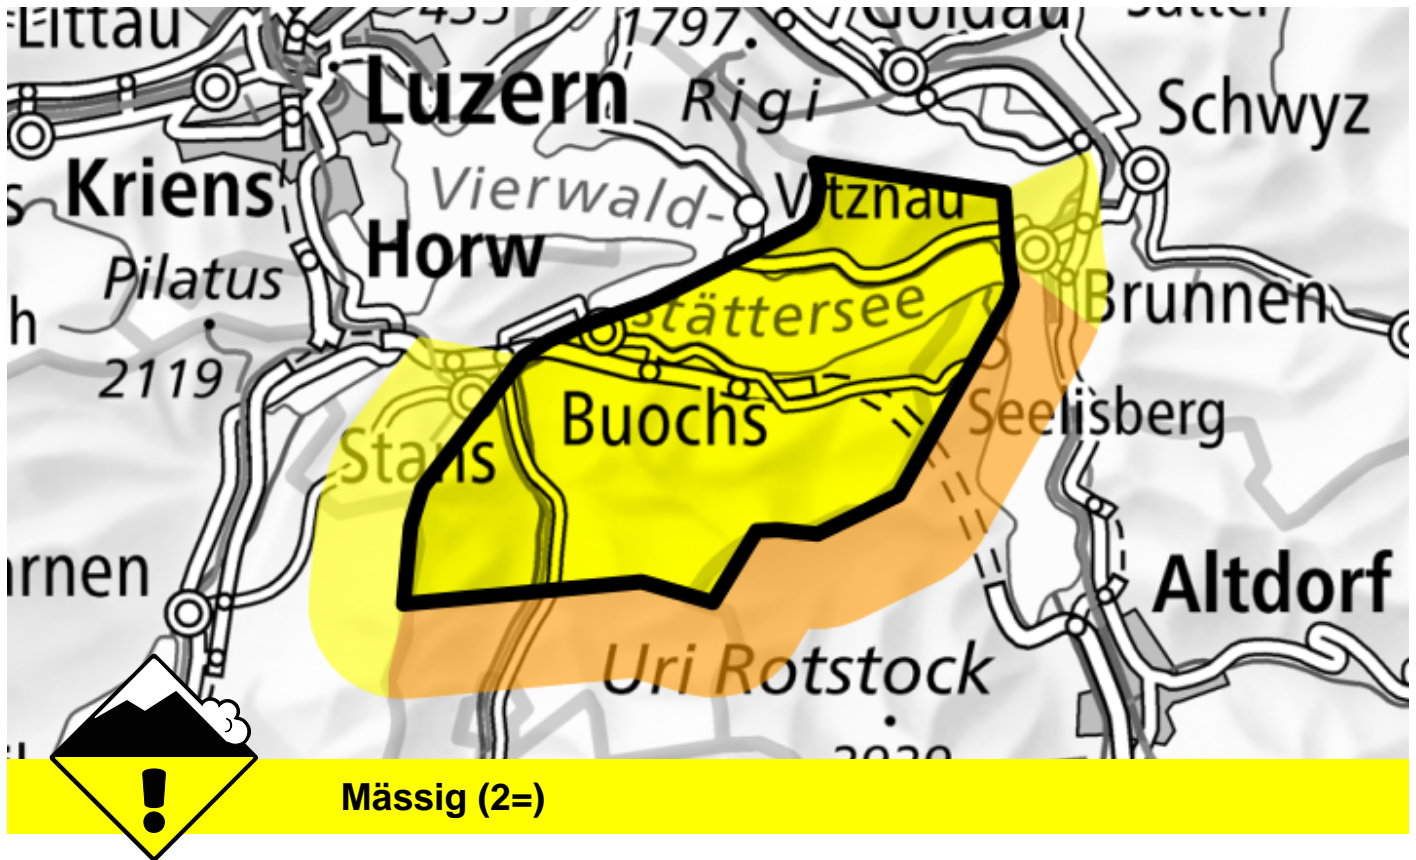 Littau
1797
Goldau
Luzern
Rigi
Schwyz
Kriens
Vierwald-
Vitznau
Horw
Pilatus
stättersee
Brunnen
2119
Buochs
Seelisberg
Stans
Altdorf
Uri Rotstock
Mässig (2=)